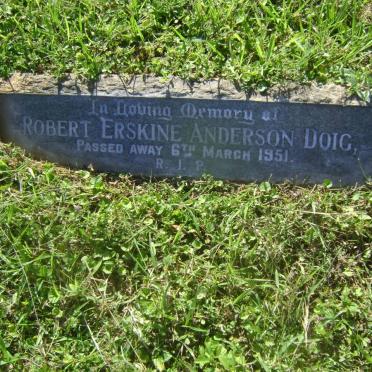 In Loving Memory of
ROBERT ERSKINE ANDERSON DOIG,
PASSED AWAY 6TH MARCH 1951.
R.I.P.